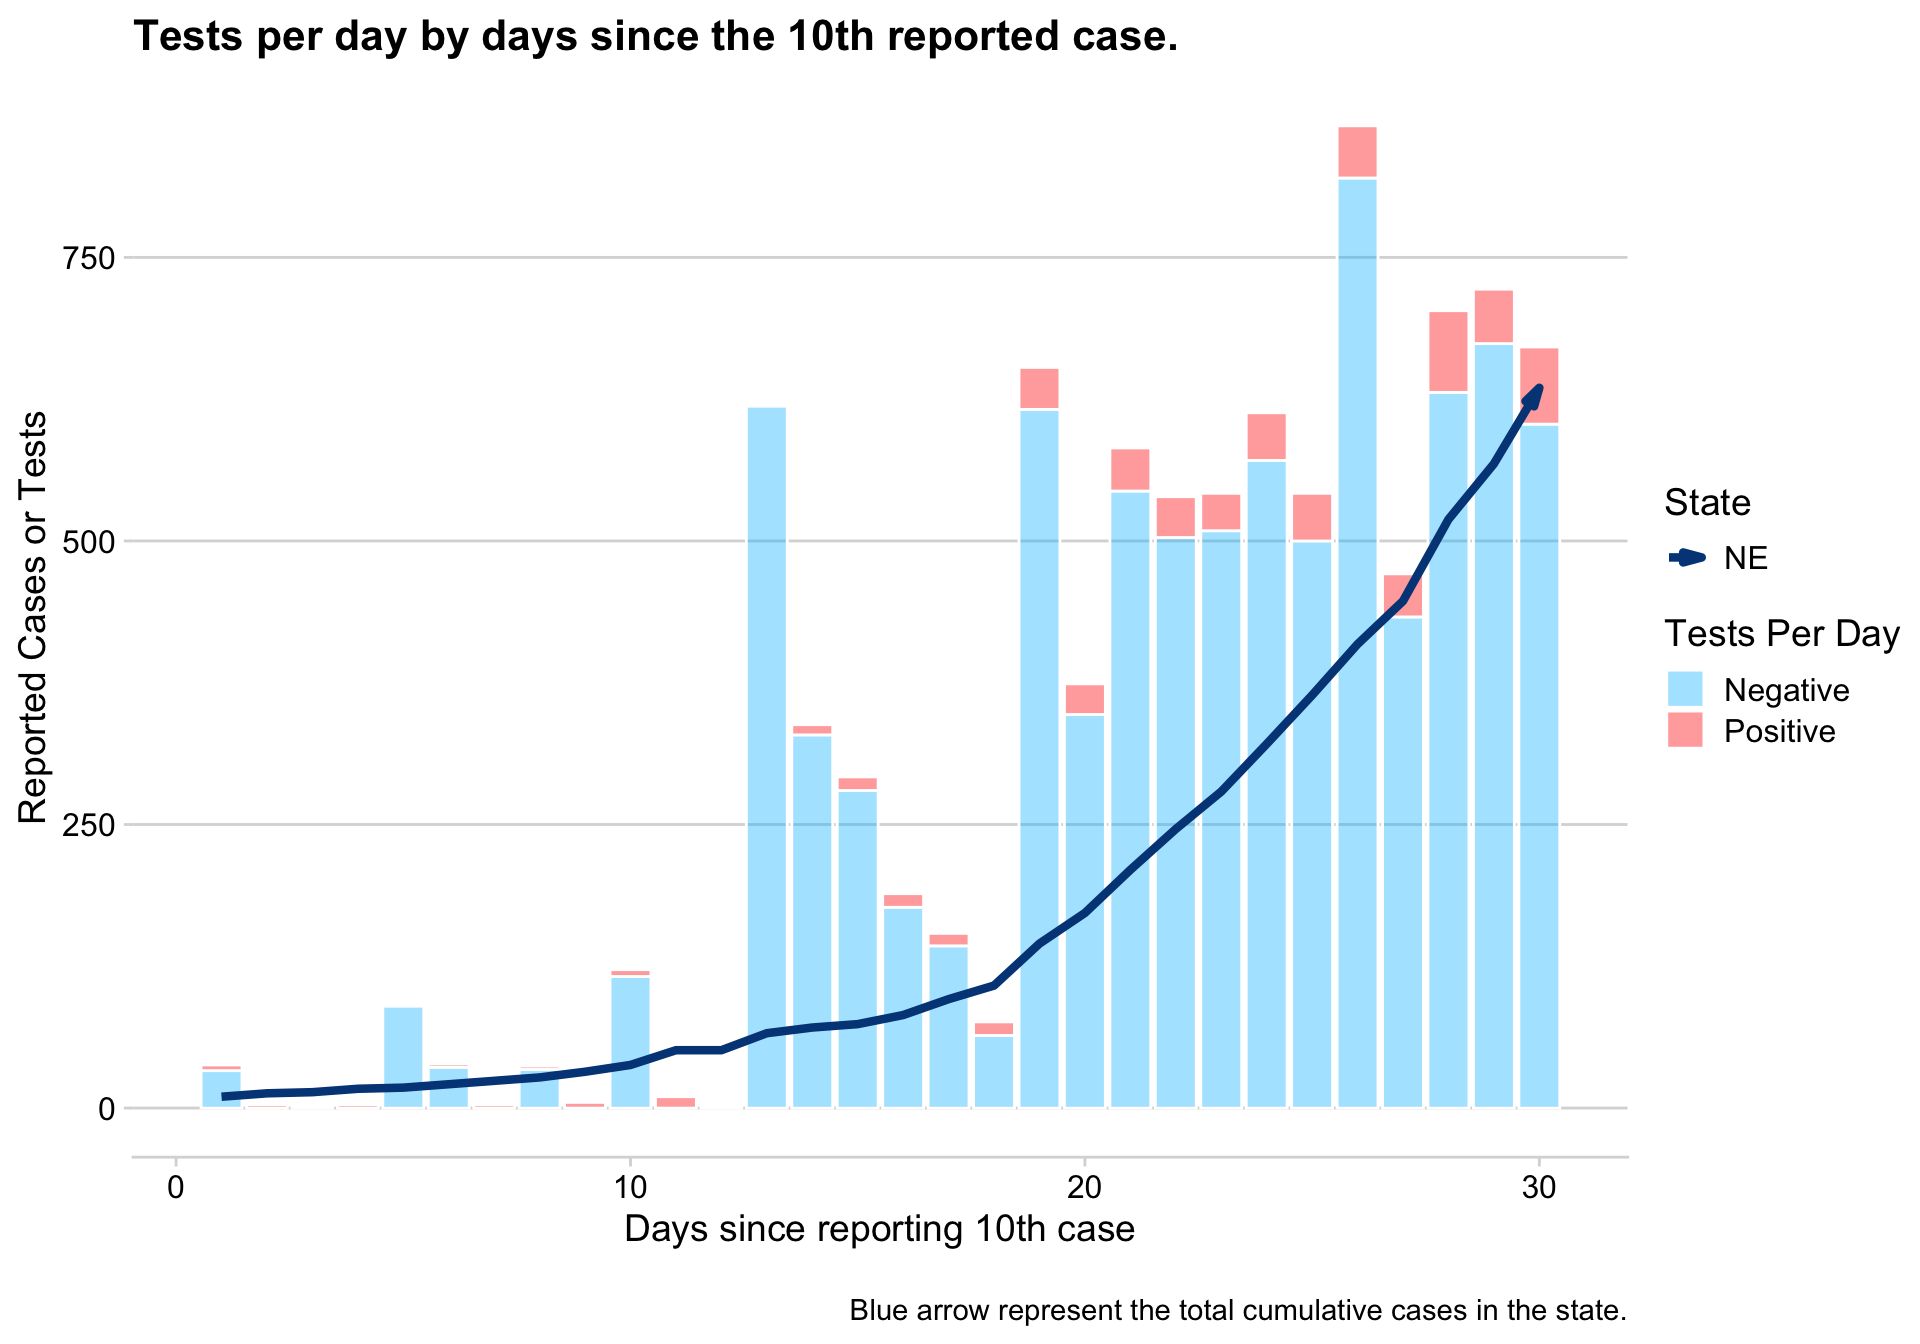 Tests per day by days since the 10th reported case.
Reported Cases or Tests
750
500
250
0
0
10
20
30
Days since reporting 10th case
State
NE
Tests Per Day
Negative
Positive
Blue arrow represent the total cumulative cases in the state.